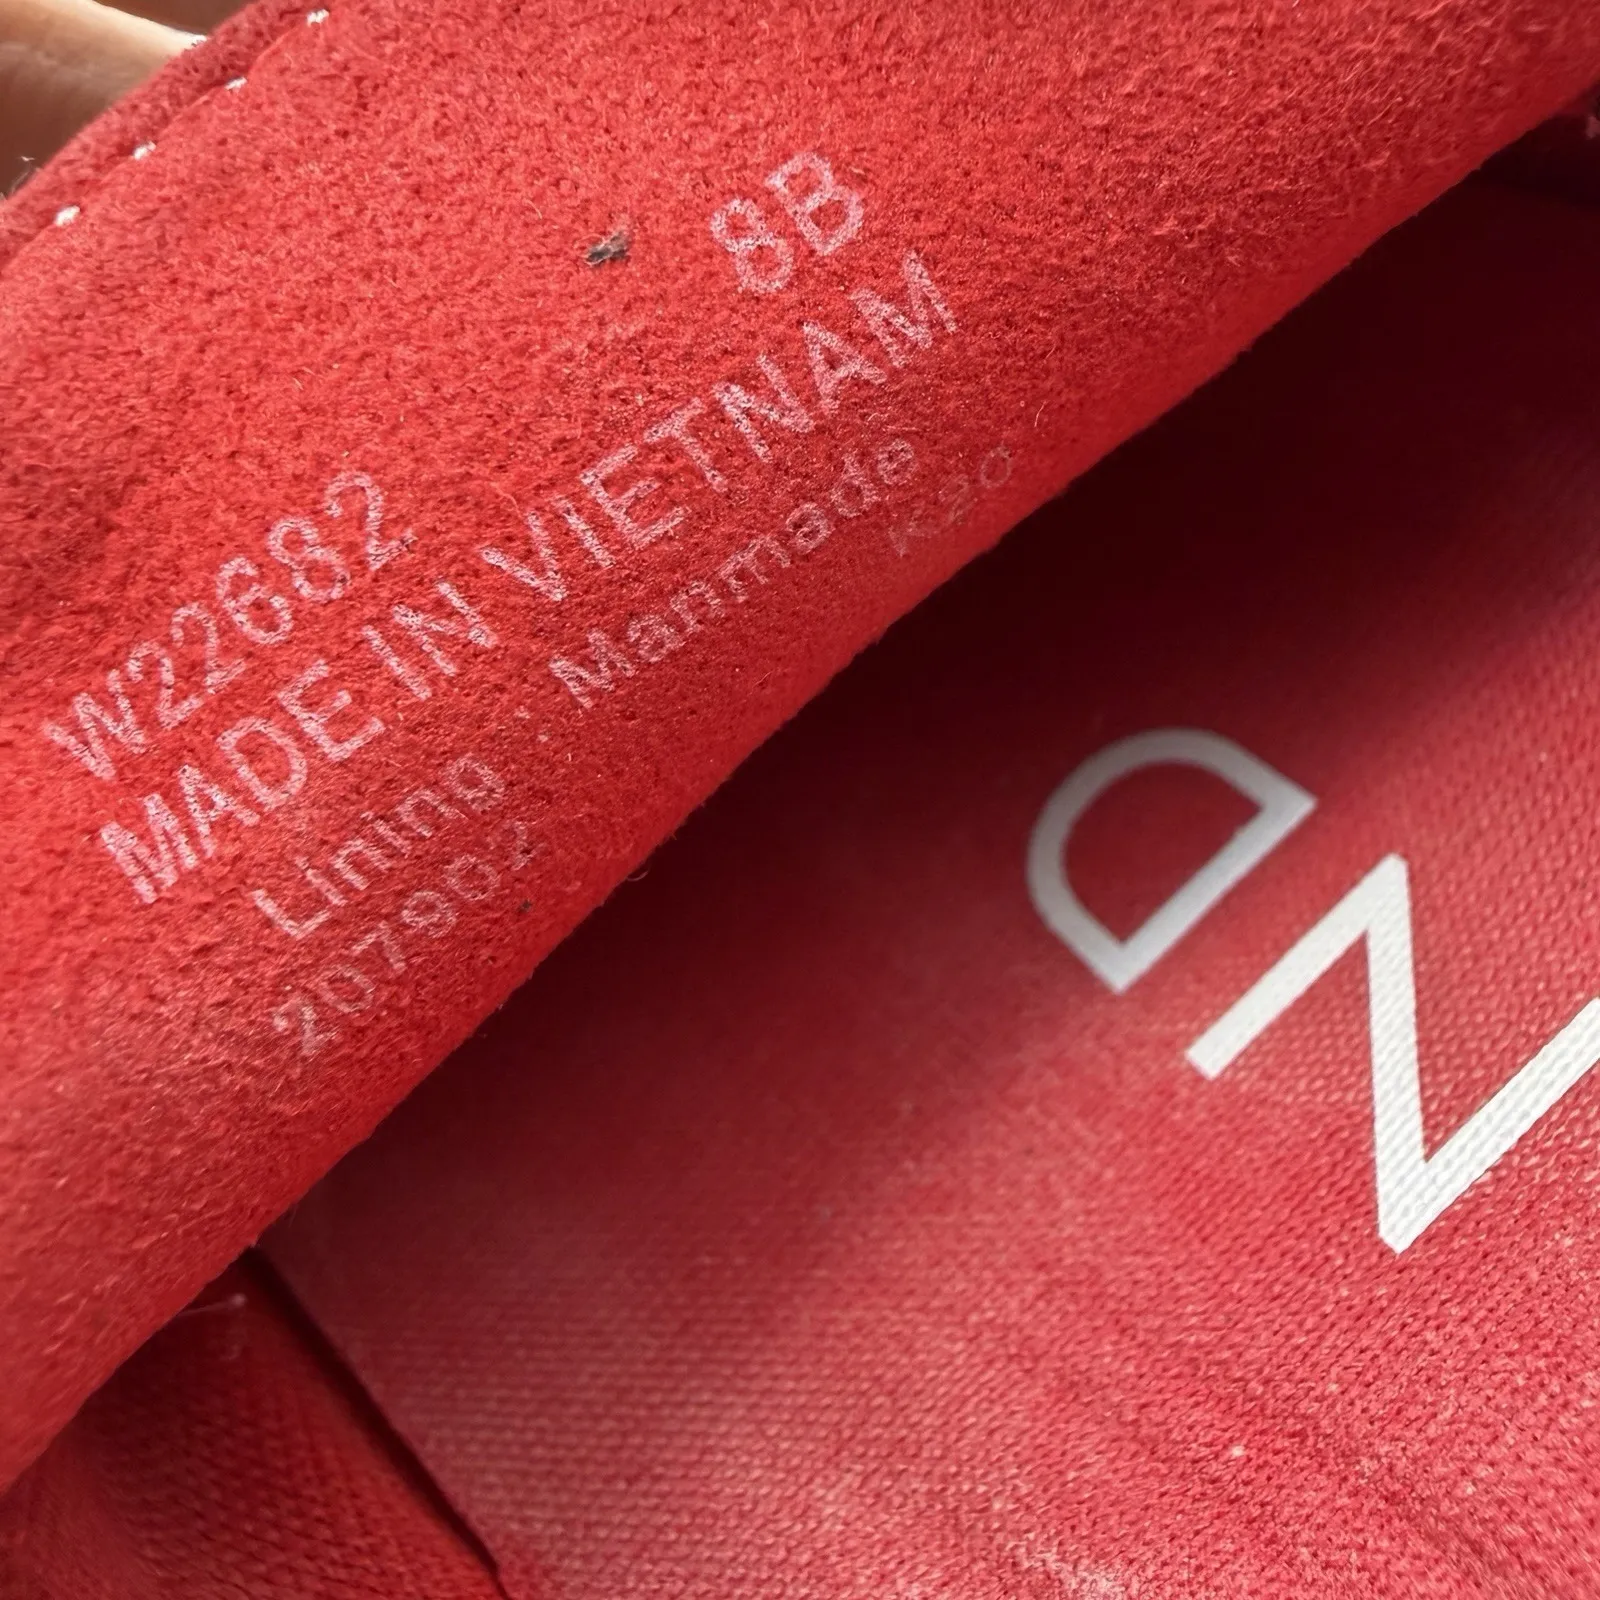 W22682 8B
MADE IN VIETNAM
Lining : Manmade
207902 K20